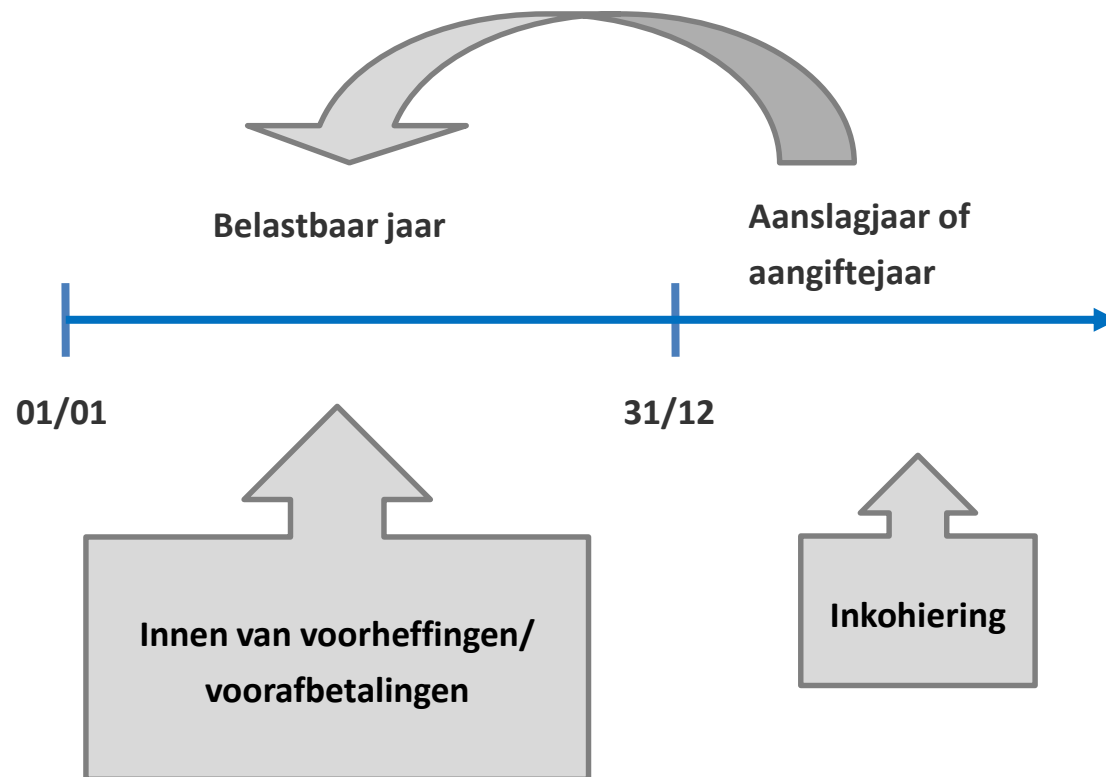 Belastbaar jaar
Aanslagjaar of
aangiftejaar
01/01
31/12
Innen van voorheffingen/
voorafbetalingen
Inkohiering